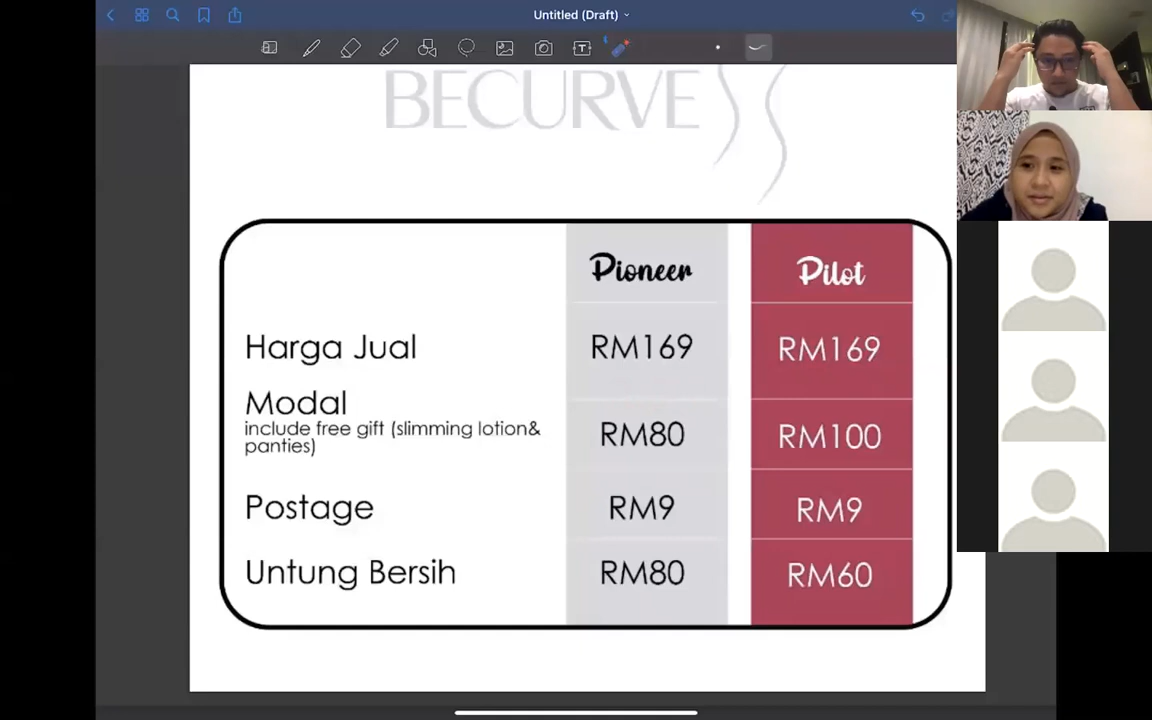 Untitled (Draft)
BECURVE
Pioneer
Pilot
Harga Jual
RM169
RM169
Modal
include free gift (slimming lotion&
panties)
RM80
RM100
Postage
RM9
RM9
Untung Bersih
RM80
RM60